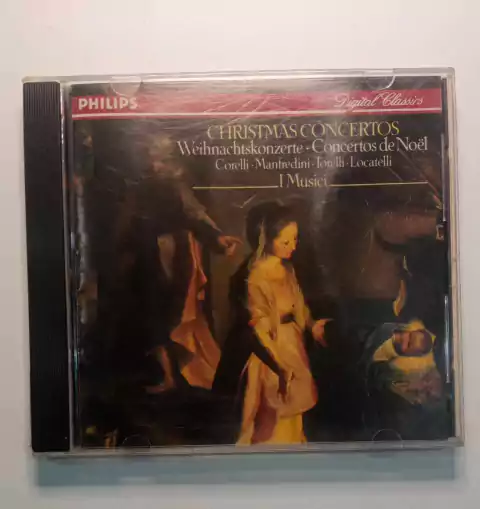 PHILIPS
Digital Classics
CHRISTMAS CONCERTOS
Weihnachtskonzerte · Concertos de Noël
Corelli · Manfredini · Torelli · Locatelli
I Musici